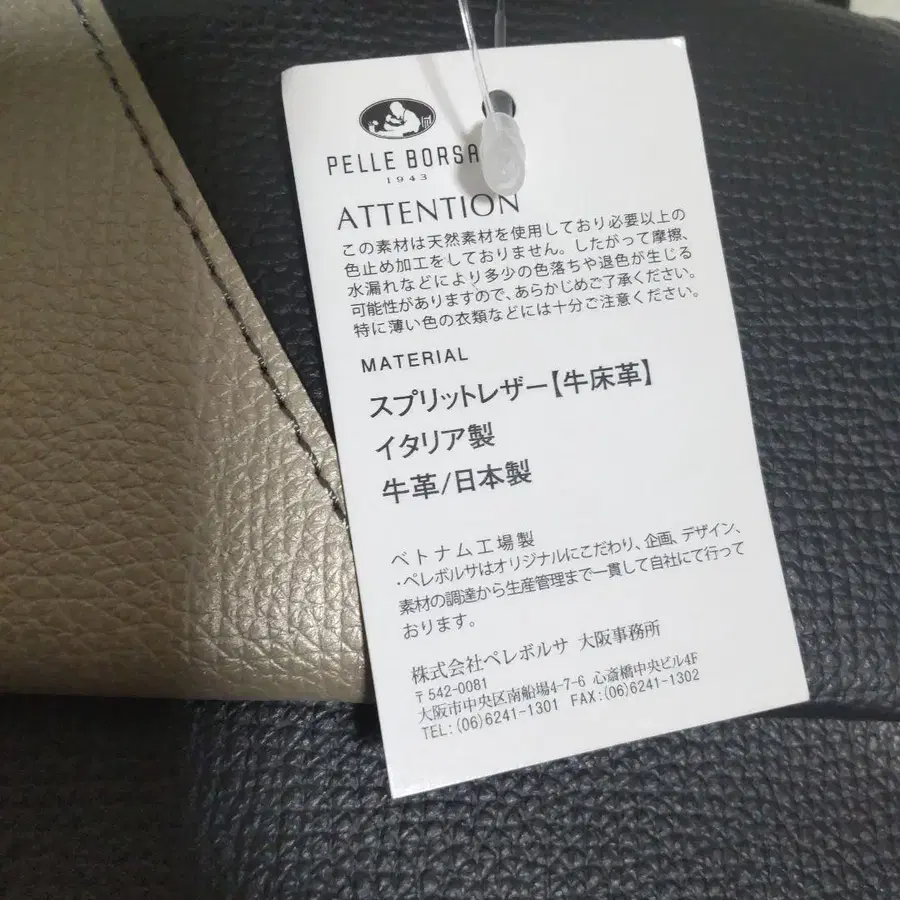 PELLE BORSA
1943
ATTENTION
この素材は天然素材を使用しており必要以上の
色止め加工をしておりません。したがって摩擦、
水漏れなどにより多少の色落ちや退色が生じる
可能性がありますので、あらかじめご了承ください。
特に薄い色の衣類などには十分ご注意ください。
MATERIAL
スプリットレザー【牛床革】
イタリア製
牛革/日本製
ベトナム工場製
・ペレボルサはオリジナルにこだわり、企画、デザイン、
素材の調達から生産管理まで一貫して自社にて行って
おります。
株式会社ペレボルサ 大阪事務所
〒542-0081
大阪市中央区南船場4-7-6 心斎橋中央ビル4F
TEL:(06)6241-1301 FAX:(06)6241-1302